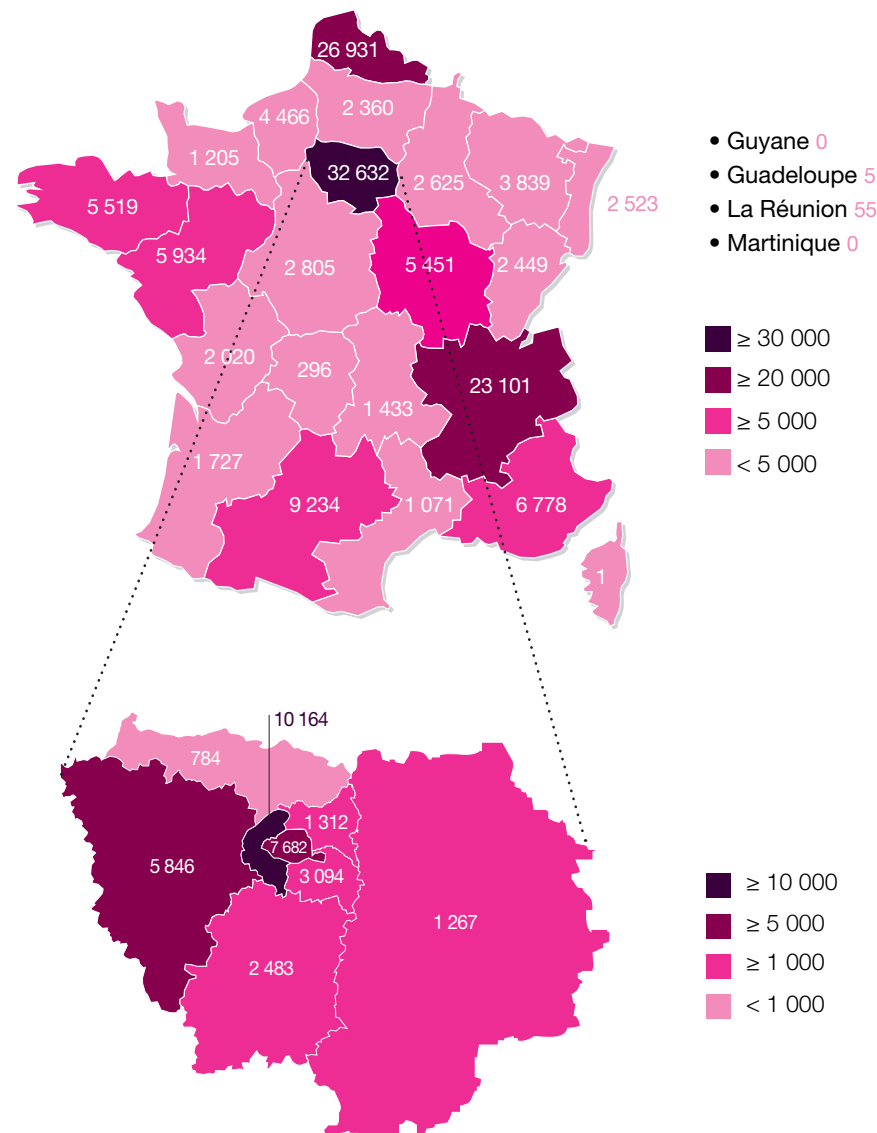 26 931
2 360
4 466
1 205
32 632
2 625
3 839
2 523
5 519
5 934
2 805
5 451
2 449
2 020
296
1 433
23 101
1 727
9 234
1 071
6 778
1
• Guyane 0
• Guadeloupe 5
• La Réunion 55
• Martinique 0
≥ 30 000
≥ 20 000
≥ 5 000
< 5 000
10 164
784
1 312
7 682
5 846
3 094
1 267
2 483
≥ 10 000
≥ 5 000
≥ 1 000
< 1 000